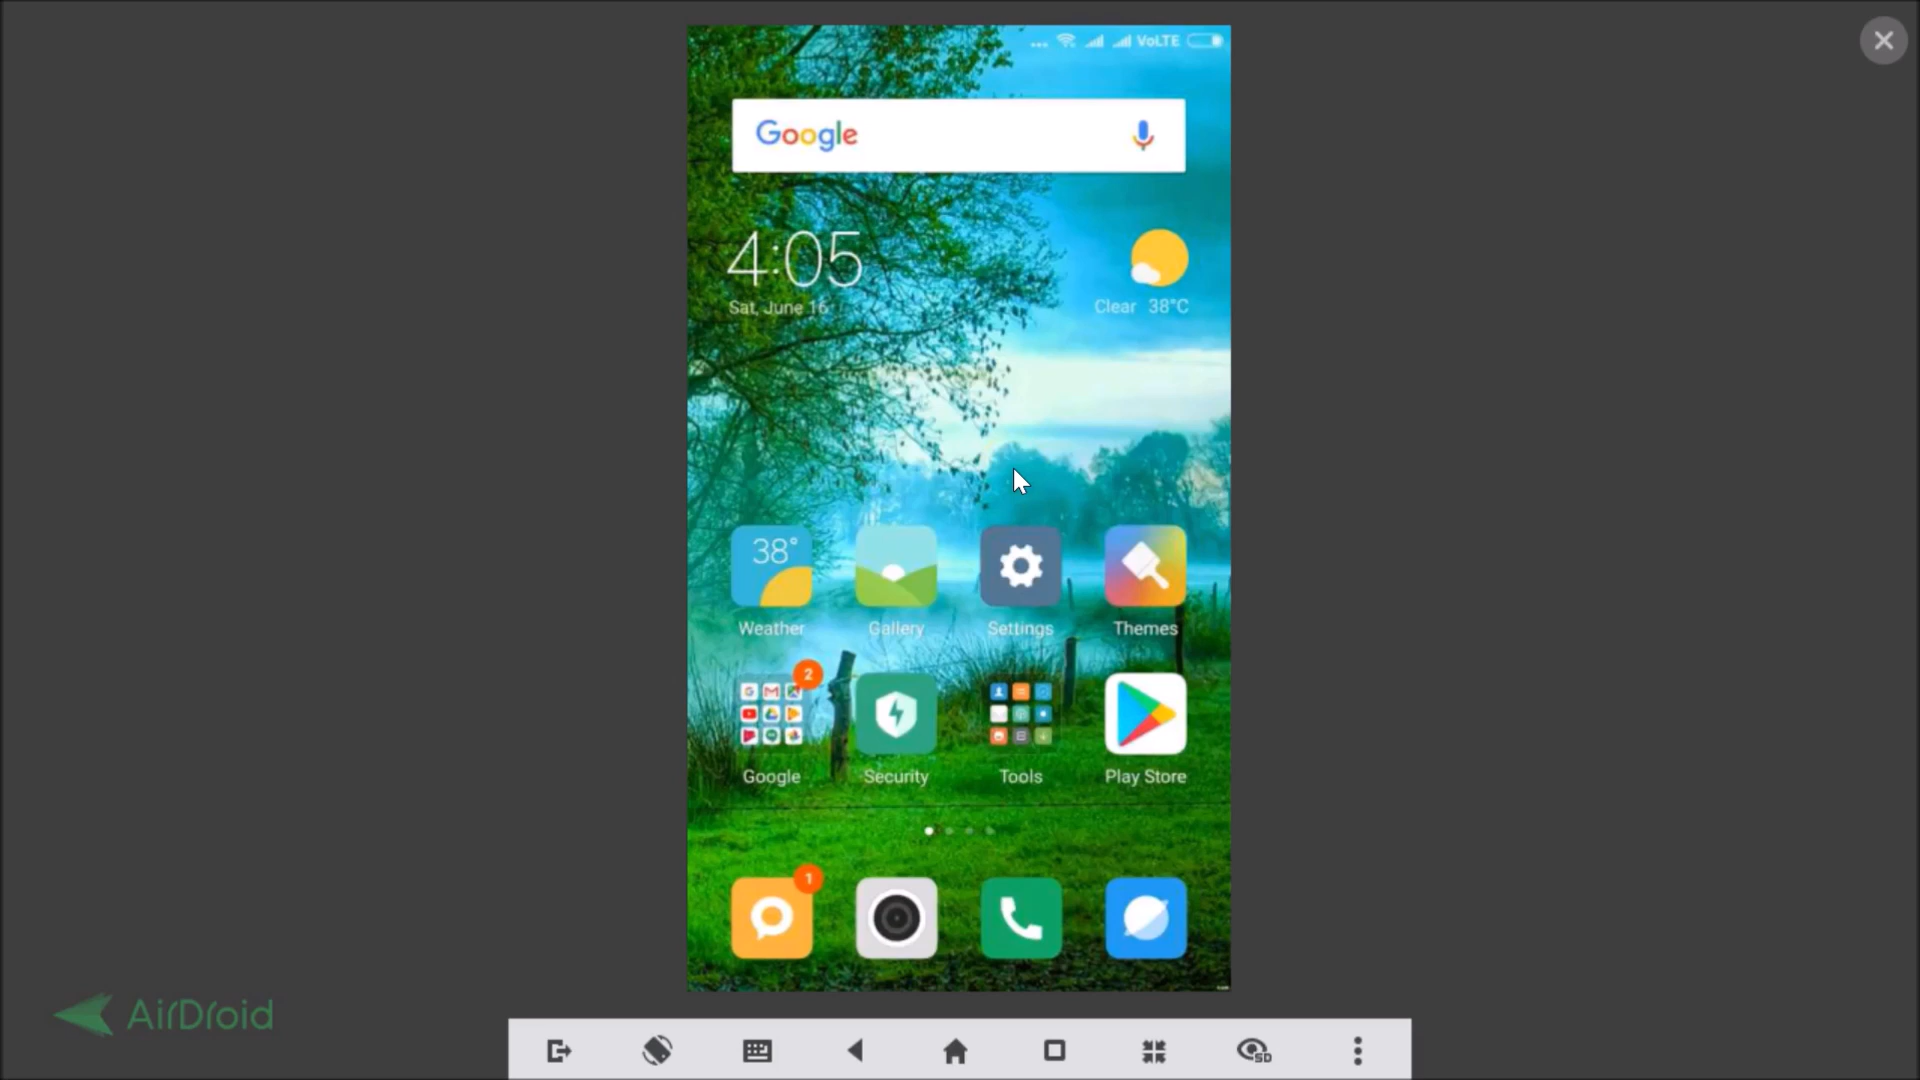 VoLTE
Google
4:05
Sat, June 16
Clear 38°C
38°
Weather
Gallery
Settings
Themes
2
Google
Security
Tools
Play Store
1
AirDroid
SD